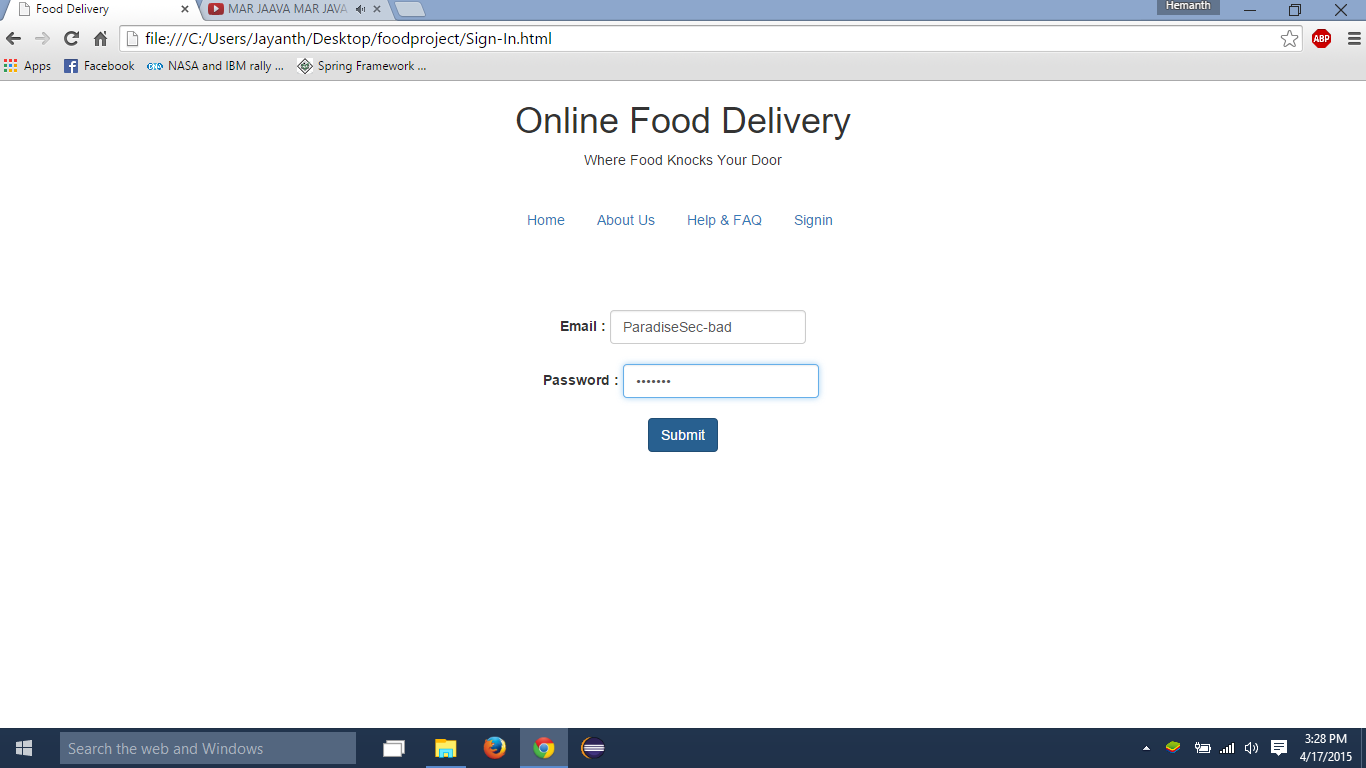 Food Delivery
MAR JAAVA MAR JAVA
Hemanth
file:///C:/Users/Jayanth/Desktop/foodproject/Sign-In.html
ABP
Apps
Facebook
NASA and IBM rally ...
Spring Framework ...
Online Food Delivery
Where Food Knocks Your Door
Home About Us Help & FAQ Signin
Email : ParadiseSec-bad
Password : •••••••
Submit
Search the web and Windows
3:28 PM
4/17/2015